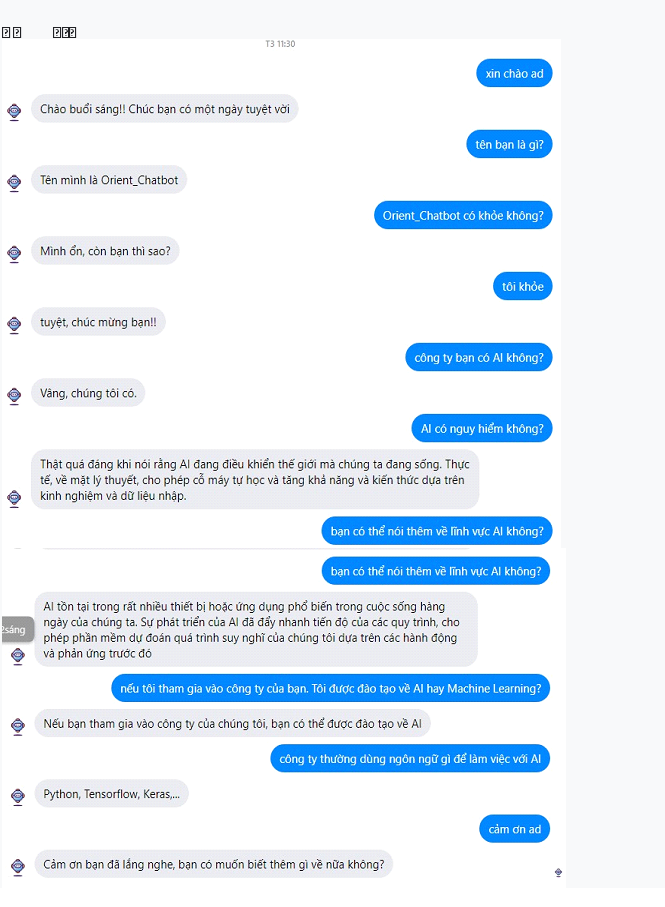 T3 11:30
xin chào ad
Chào buổi sáng!! Chúc bạn có một ngày tuyệt vời
tên bạn là gì?
Tên mình là Orient_Chatbot
Orient_Chatbot có khỏe không?
Mình ổn, còn bạn thì sao?
tôi khỏe
tuyệt, chúc mừng bạn!!
công ty bạn có AI không?
Vâng, chúng tôi có.
AI có nguy hiểm không?
Thật quá đáng khi nói rằng AI đang điều khiển thế giới mà chúng ta đang sống. Thực
tế, về mặt lý thuyết, cho phép cỗ máy tự học và tăng khả năng và kiến thức dựa trên
kinh nghiệm và dữ liệu nhập.
bạn có thể nói thêm về lĩnh vực AI không?
bạn có thể nói thêm về lĩnh vực AI không?
AI tồn tại trong rất nhiều thiết bị hoặc ứng dụng phổ biến trong cuộc sống hàng
ngày của chúng ta. Sự phát triển của AI đã đẩy nhanh tiến độ của các quy trình, cho
phép phần mềm dự đoán quá trình suy nghĩ của chúng tôi dựa trên các hành động
và phản ứng trước đó
sáng
nếu tôi tham gia vào công ty của bạn. Tôi được đào tạo về AI hay Machine Learning?
Nếu bạn tham gia vào công ty của chúng tôi, bạn có thể được đào tạo về AI
công ty thường dùng ngôn ngữ gì để làm việc với AI
Python, Tensorflow, Keras,...
cảm ơn ad
Cảm ơn bạn đã lắng nghe, bạn có muốn biết thêm gì về nữa không?